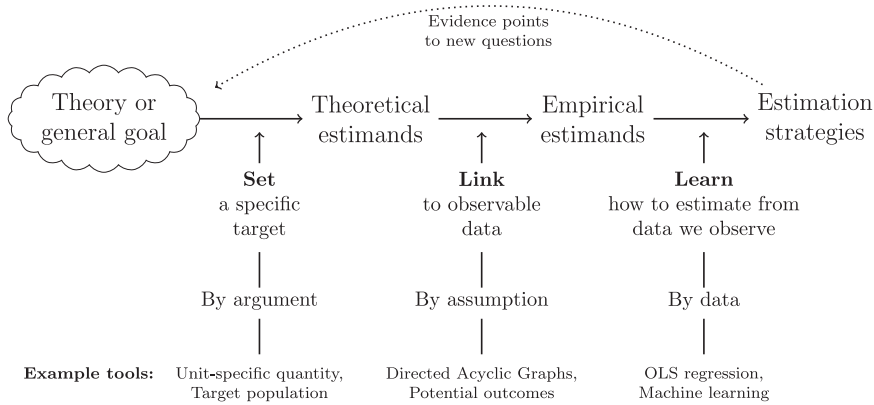 Evidence points
to new questions
Theory or
general goal
Theoretical
estimands
Empirical
estimands
Estimation
strategies
Set
a specific
target
Link
to observable
data
Learn
how to estimate from
data we observe
By argument
By assumption
By data
Example tools:
Unit-specific quantity,
Target population
Directed Acyclic Graphs,
Potential outcomes
OLS regression,
Machine learning